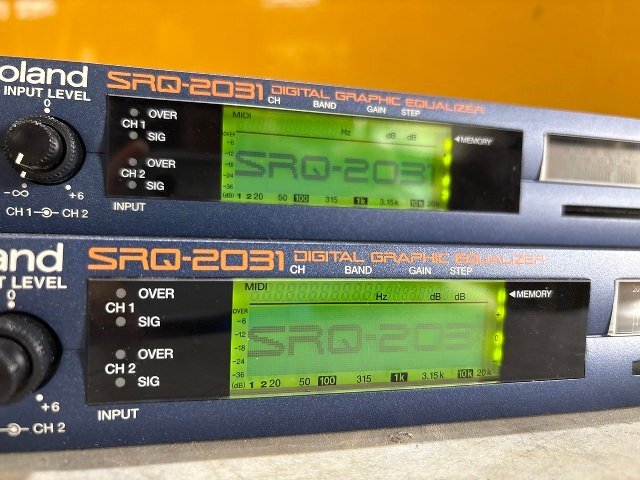 oland SRQ-2031 DIGITAL GRAPHIC EQUALIZER
INPUT LEVEL CH BAND GAIN STEP
0
OVER MIDI
CH 1 Hz dB dB ◀MEMORY
SIG
OVER
-6
-12 SRQ-2031
-18
-24
-36
OVER
CH 2
SIG
(dB) 1 2 20 50 100 315 1k 3.15k 10k 20k
-∞ +6
CH 1 CH 2
INPUT
and SRQ-2031 DIGITAL GRAPHIC EQUALIZER
UT LEVEL CH BAND GAIN STEP
0
OVER MIDI
CH 1 Hz dB dB ◀MEMORY
SIG
OVER
-6
-12 SRQ-2031
-18
-24
-36
OVER
CH 2
SIG
(dB) 1 2 20 50 100 315 1k 3.15k 10k 20k
+6
CH 2
INPUT